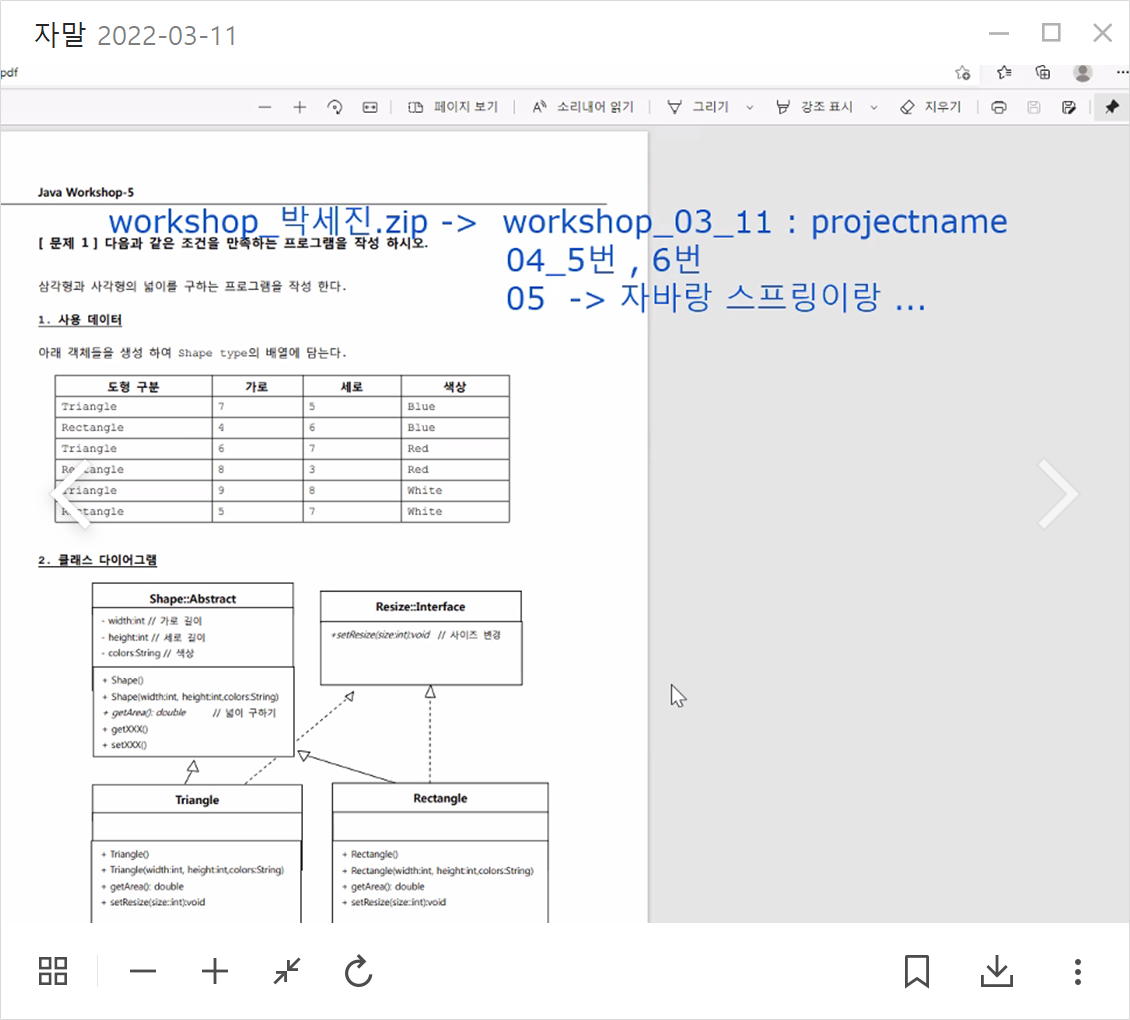 자말 2022-03-11
pdf
페이지 보기 | 소리내어 읽기 | 그리기 강조 표시 지우기
Java Workshop-5
workshop_박세진.zip -> workshop_03_11 : projectname
[ 문제 1] 다음과 같은 조건을 만족하는 프로그램을 작성 하시오.
04_5번 , 6번
삼각형과 사각형의 넓이를 구하는 프로그램을 작성 한다.
05 -> 자바랑 스프링이랑 ...
1. 사용 데이터
아래 객체들을 생성 하여 Shape type의 배열에 담는다.
도형 구분 가로 세로 색상
Triangle 7 5 Blue
Rectangle 4 6 Blue
Triangle 6 7 Red
Rectangle 8 3 Red
Triangle 9 8 White
Rectangle 5 7 White
2. 클래스 다이어그램
Shape::Abstract
- width:int // 가로 길이
- height:int // 세로 길이
- colors:String // 색상
+ Shape()
+ Shape(width:int, height:int,colors:String)
+ getArea(): double // 넓이 구하기
+ getXXX()
+ setXXX()
Resize::Interface
+setResize(size:int):void // 사이즈 변경
Triangle
+ Triangle()
+ Triangle(width:int, height:int,colors:String)
+ getArea(): double
+ setResize(size::int):void
Rectangle
+ Rectangle()
+ Rectangle(width:int, height:int,colors:String)
+ getArea(): double
+ setResize(size::int):void